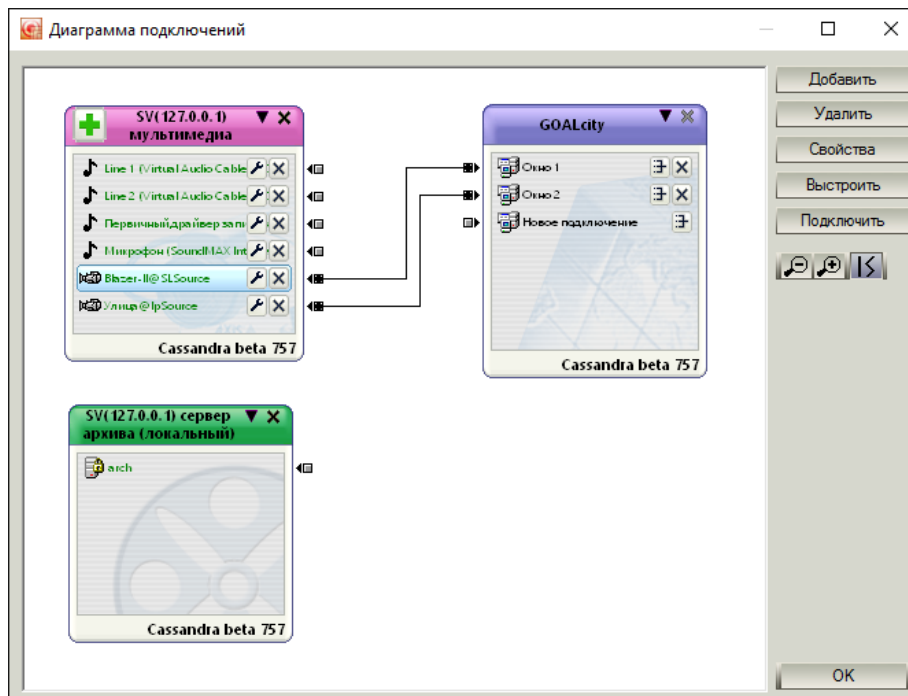 Диаграмма подключений
SV(127.0.0.1)
мультимедиа
Line 1 (Virtual Audio Cable
Line 2 (Virtual Audio Cable
Первичный драйвер запи
Микрофон (SoundMAX Int
Blazer-II@SLSource
Улица@IpSource
Cassandra beta 757
GOALcity
Окно 1
Окно 2
Новое подключение
Cassandra beta 757
SV(127.0.0.1) сервер
архива (локальный)
arch
Cassandra beta 757
Добавить
Удалить
Свойства
Выстроить
Подключить
OK